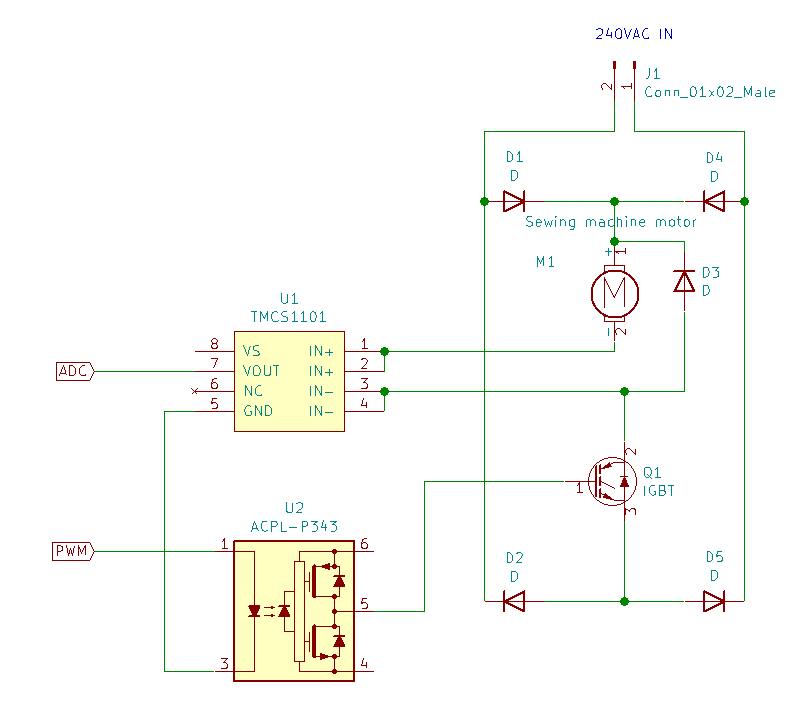 240VAC IN
2
1
J1
Conn_01x02_Male
D1
D
D4
D
Sewing machine motor
+
1
M1
M
D3
D
-
2
U1
TMCS1101
8
VS
IN+
1
ADC
7
VOUT
IN+
2
6
NC
IN-
3
5
GND
IN-
4
2
Q1
1
IGBT
3
U2
ACPL-P343
PWM
1
6
5
3
4
D2
D
D5
D